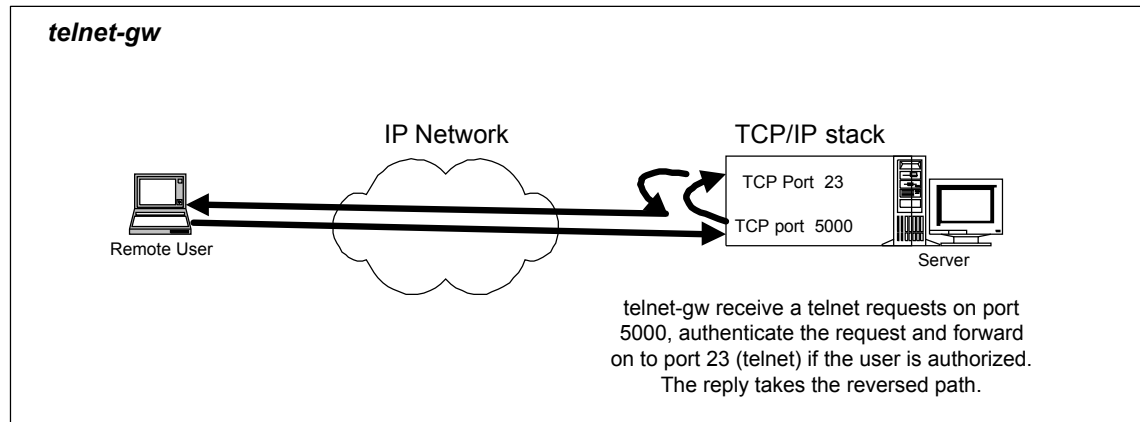 telnet-gw
IP Network
TCP/IP stack
TCP Port 23
TCP port 5000
Remote User
Server
telnet-gw receive a telnet requests on port
5000, authenticate the request and forward
on to port 23 (telnet) if the user is authorized.
The reply takes the reversed path.